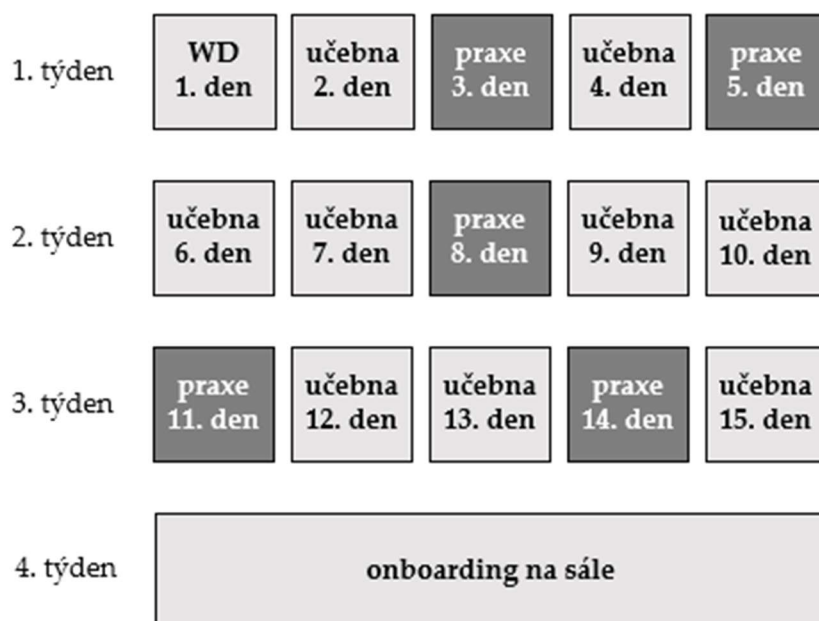 1. týden
WD
1. den
učebna
2. den
praxe
3. den
učebna
4. den
praxe
5. den
2. týden
učebna
6. den
učebna
7. den
praxe
8. den
učebna
9. den
učebna
10. den
3. týden
praxe
11. den
učebna
12. den
učebna
13. den
praxe
14. den
učebna
15. den
4. týden
onboarding na sále